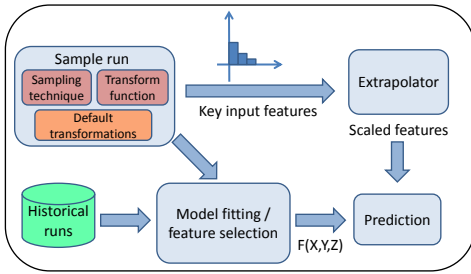 Sample run
Sampling
technique
Transform
function
Default
transformations
Key input features
Extrapolator
Scaled features
Historical
runs
Model fitting /
feature selection
F(X,Y,Z)
Prediction